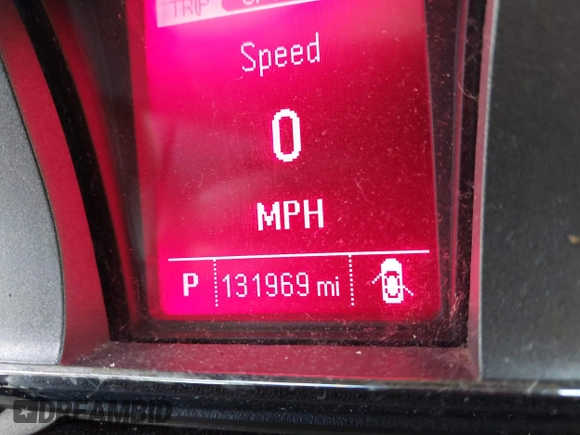 TRIP
Speed
0
MPH
P 131969 mi
DREAMBID